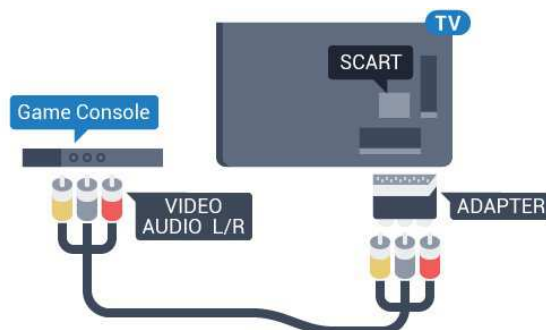 TV
SCART
Game Console
VIDEO
AUDIO L/R
ADAPTER